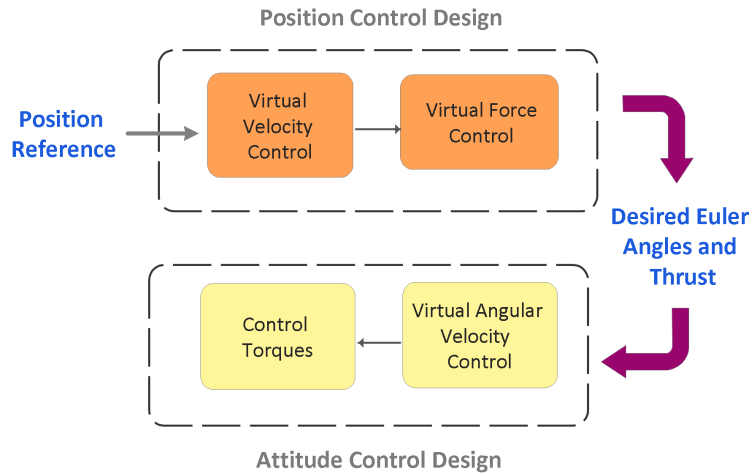 Position Control Design
Position
Reference
Virtual
Velocity
Control
Virtual Force
Control
Desired Euler
Angles and
Thrust
Control
Torques
Virtual Angular
Velocity
Control
Attitude Control Design